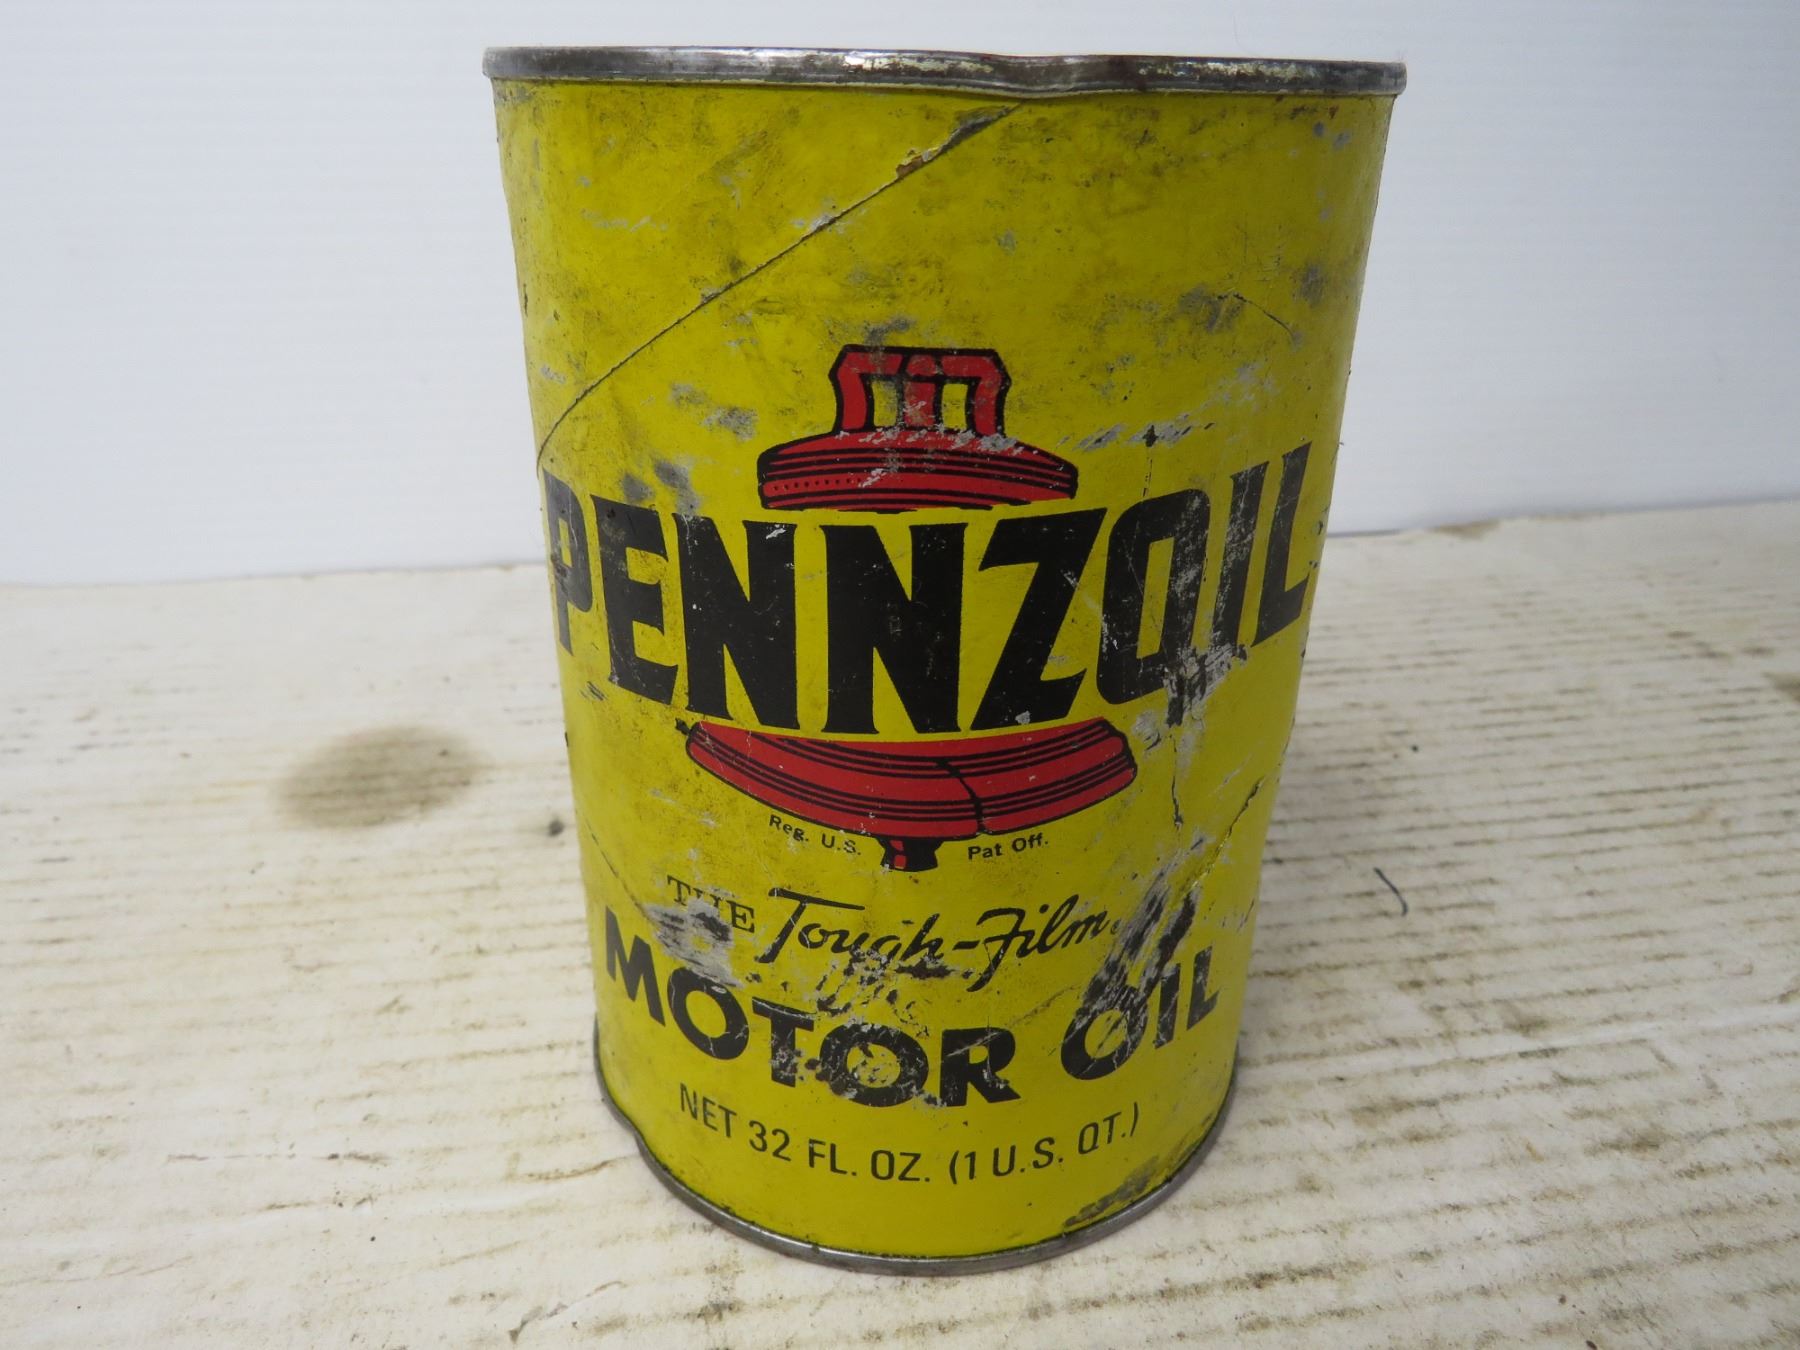 PENNZOIL
Reg. U.S. Pat Off.
THE Tough-Film
MOTOR OIL
NET 32 FL. OZ. (1 U.S. QT.)